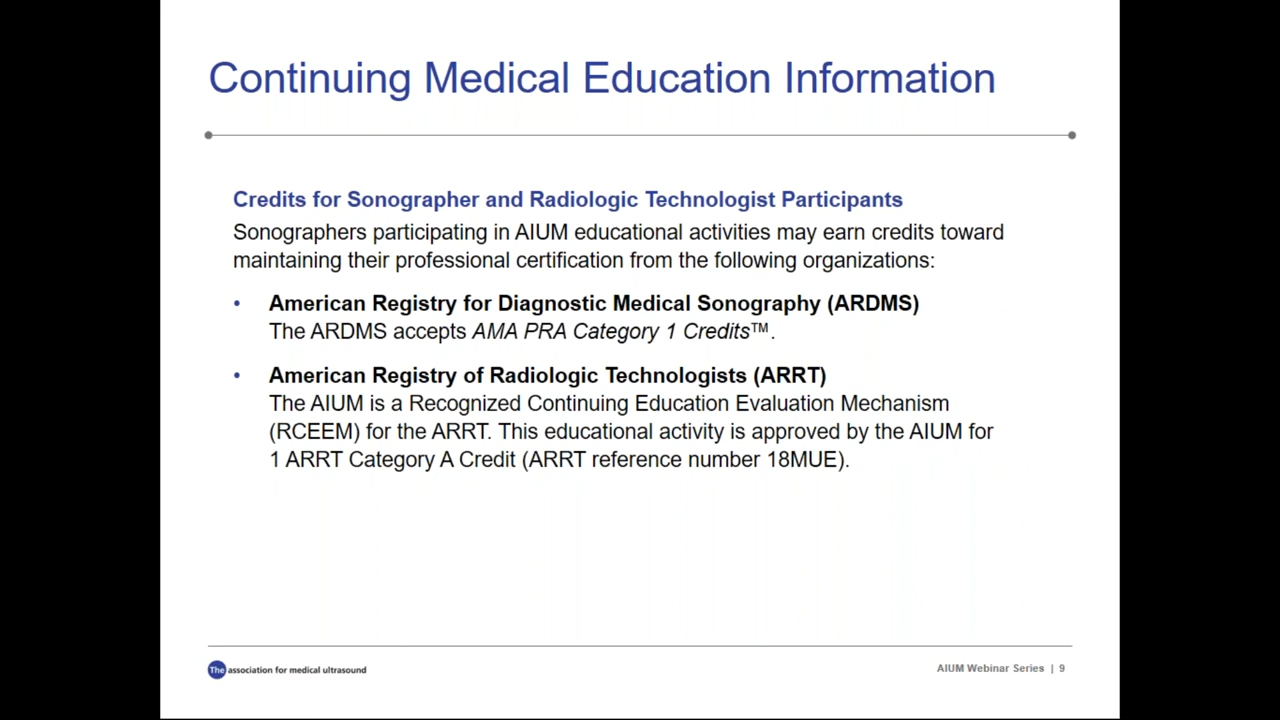 Continuing Medical Education Information
Credits for Sonographer and Radiologic Technologist Participants
Sonographers participating in AIUM educational activities may earn credits toward
maintaining their professional certification from the following organizations:
• American Registry for Diagnostic Medical Sonography (ARDMS)
The ARDMS accepts AMA PRA Category 1 Credits™.
• American Registry of Radiologic Technologists (ARRT)
The AIUM is a Recognized Continuing Education Evaluation Mechanism
(RCEEM) for the ARRT. This educational activity is approved by the AIUM for
1 ARRT Category A Credit (ARRT reference number 18MUE).
The association for medical ultrasound
AIUM Webinar Series | 9